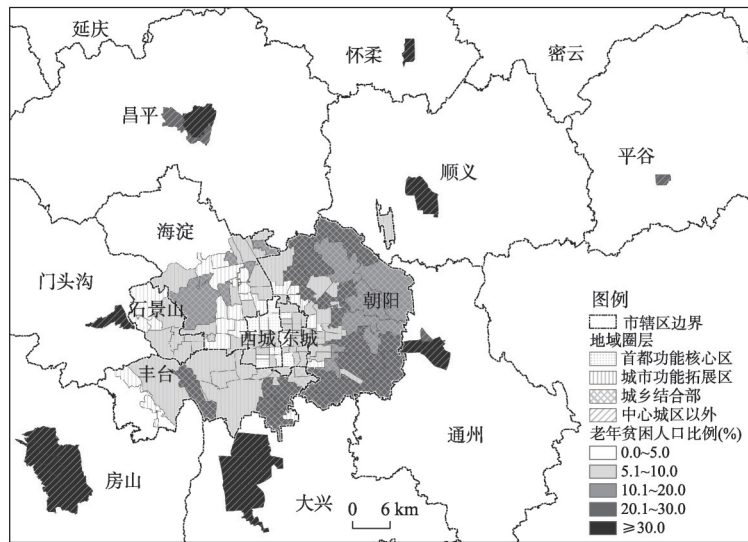 延庆
怀柔
密云
昌平
平谷
顺义
海淀
门头沟
石景山
朝阳
西城
东城
丰台
通州
房山
大兴
0 6 km
图例
市辖区边界
地域圈层
首都功能核心区
城市功能拓展区
城乡结合部
中心城区以外
老年贫困人口比例(%)
0.0~5.0
5.1~10.0
10.1~20.0
20.1~30.0
≥30.0